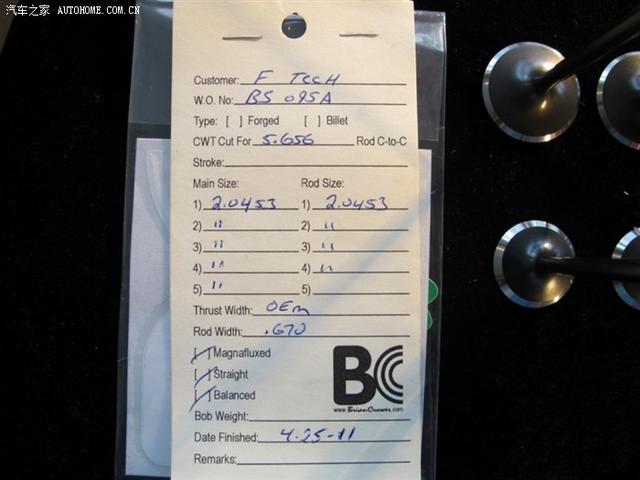 汽车之家 AUTOHOME.COM.CN
Customer: F TECH
W.O. No: BS 095A
Type: [ ] Forged [ ] Billet
CWT Cut For 5.656 Rod C-to-C
Stroke:
Main Size: Rod Size:
1) 2.0453 1) 2.0453
2) " 2) "
3) " 3) "
4) " 4) "
5) " 5)
Thrust Width: OEM
Rod Width: .670
[/] Magnafluxed
[/] Straight
[/] Balanced
BC
www.BrianCrower.com
Bob Weight:
Date Finished: 4-25-11
Remarks: